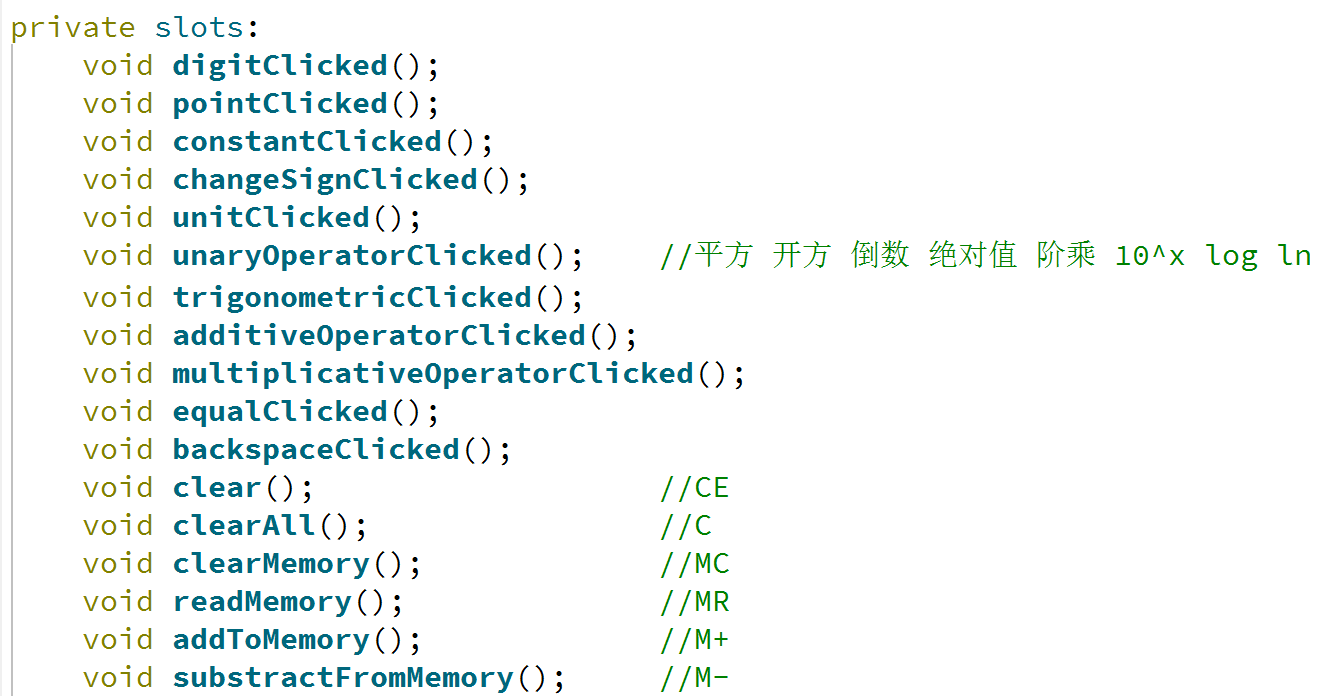 private slots:
    void digitClicked();
    void pointClicked();
    void constantClicked();
    void changeSignClicked();
    void unitClicked();
    void unaryOperatorClicked();    //平方 开方 倒数 绝对值 阶乘 10^x log ln
    void trigonometricClicked();
    void additiveOperatorClicked();
    void multiplicativeOperatorClicked();
    void equalClicked();
    void backspaceClicked();
    void clear();                   //CE
    void clearAll();                //C
    void clearMemory();             //MC
    void readMemory();              //MR
    void addToMemory();             //M+
    void substractFromMemory();     //M-